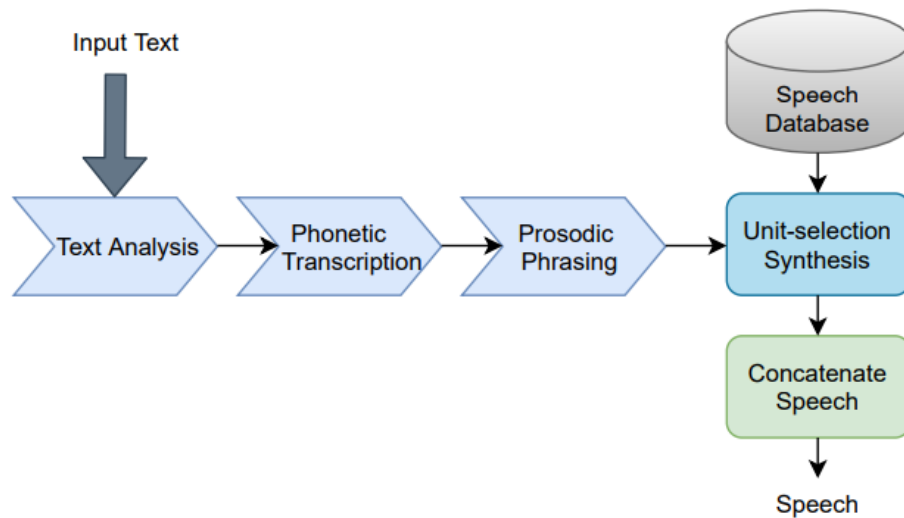 Input Text
Speech
Database
Text Analysis
Phonetic
Transcription
Prosodic
Phrasing
Unit-selection
Synthesis
Concatenate
Speech
Speech